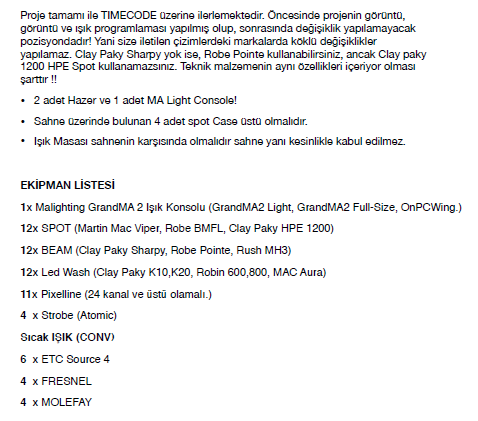 Proje tamamı ile TIMECODE üzerine ilerlemektedir. Öncesinde projenin görüntü,
görüntü ve ışık programlaması yapılmış olup, sonrasında değişiklik yapılamayacak
pozisyondadır! Yani size iletilen çizimlerdeki markalarda köklü değişiklikler
yapılamaz. Clay Paky Sharpy yok ise, Robe Pointe kullanabilirsiniz, ancak Clay paky
1200 HPE Spot kullanamazsınız. Teknik malzemenin aynı özellikleri içeriyor olması
şarttır !!
• 2 adet Hazer ve 1 adet MA Light Console!
• Sahne üzerinde bulunan 4 adet spot Case üstü olmalıdır.
• Işık Masası sahnenin karşısında olmalıdır sahne yanı kesinlikle kabul edilmez.
EKİPMAN LİSTESİ
1x Malighting GrandMA 2 Işık Konsolu (GrandMA2 Light, GrandMA2 Full-Size, OnPCWing.)
12x SPOT (Martin Mac Viper, Robe BMFL, Clay Paky HPE 1200)
12x BEAM (Clay Paky Sharpy, Robe Pointe, Rush MH3)
12x Led Wash (Clay Paky K10,K20, Robin 600,800, MAC Aura)
11x Pixelline (24 kanal ve üstü olamalı.)
4 x Strobe (Atomic)
Sıcak IŞIK (CONV)
6 x ETC Source 4
4 x FRESNEL
4 x MOLEFAY